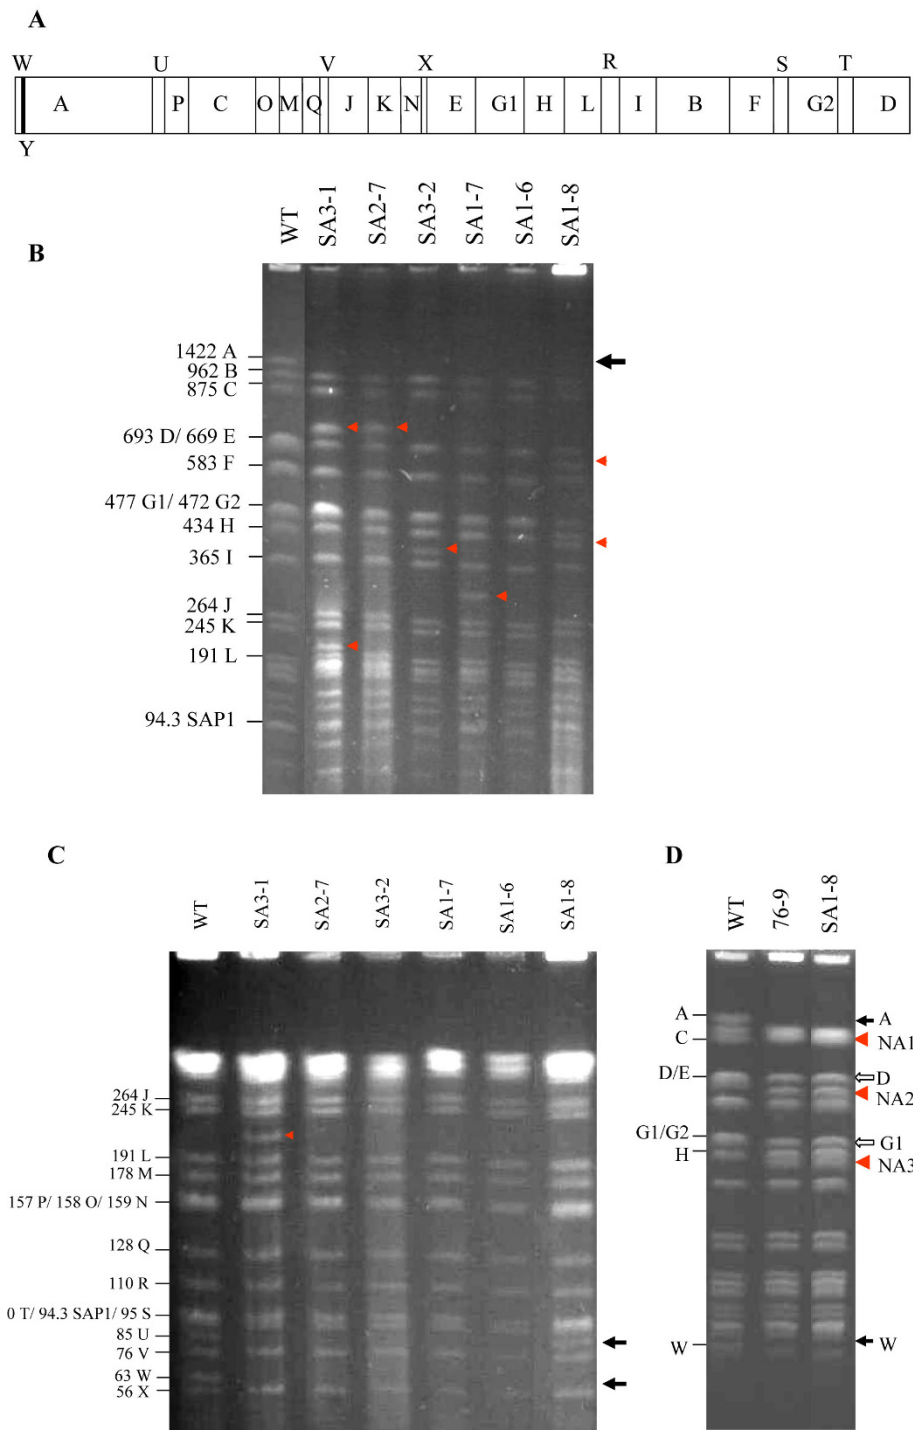 A
W U V X R S T
A P C O M Q J K N E G1 H L I B F G2 D
Y
B
WT SA3-1 SA2-7 SA3-2 SA1-7 SA1-6 SA1-8
1422 A
962 B
875 C
693 D/ 669 E
583 F
477 G1/ 472 G2
434 H
365 I
264 J
245 K
191 L
94.3 SAP1
C
WT SA3-1 SA2-7 SA3-2 SA1-7 SA1-6 SA1-8
264 J
245 K
191 L
178 M
157 P/ 158 O/ 159 N
128 Q
110 R
0 T/ 94.3 SAP1/ 95 S
85 U
76 V
63 W
56 X
D
WT 76-9 SA1-8
A A
C NA1
D/E D
NA2
G1/G2 G1
H NA3
W W